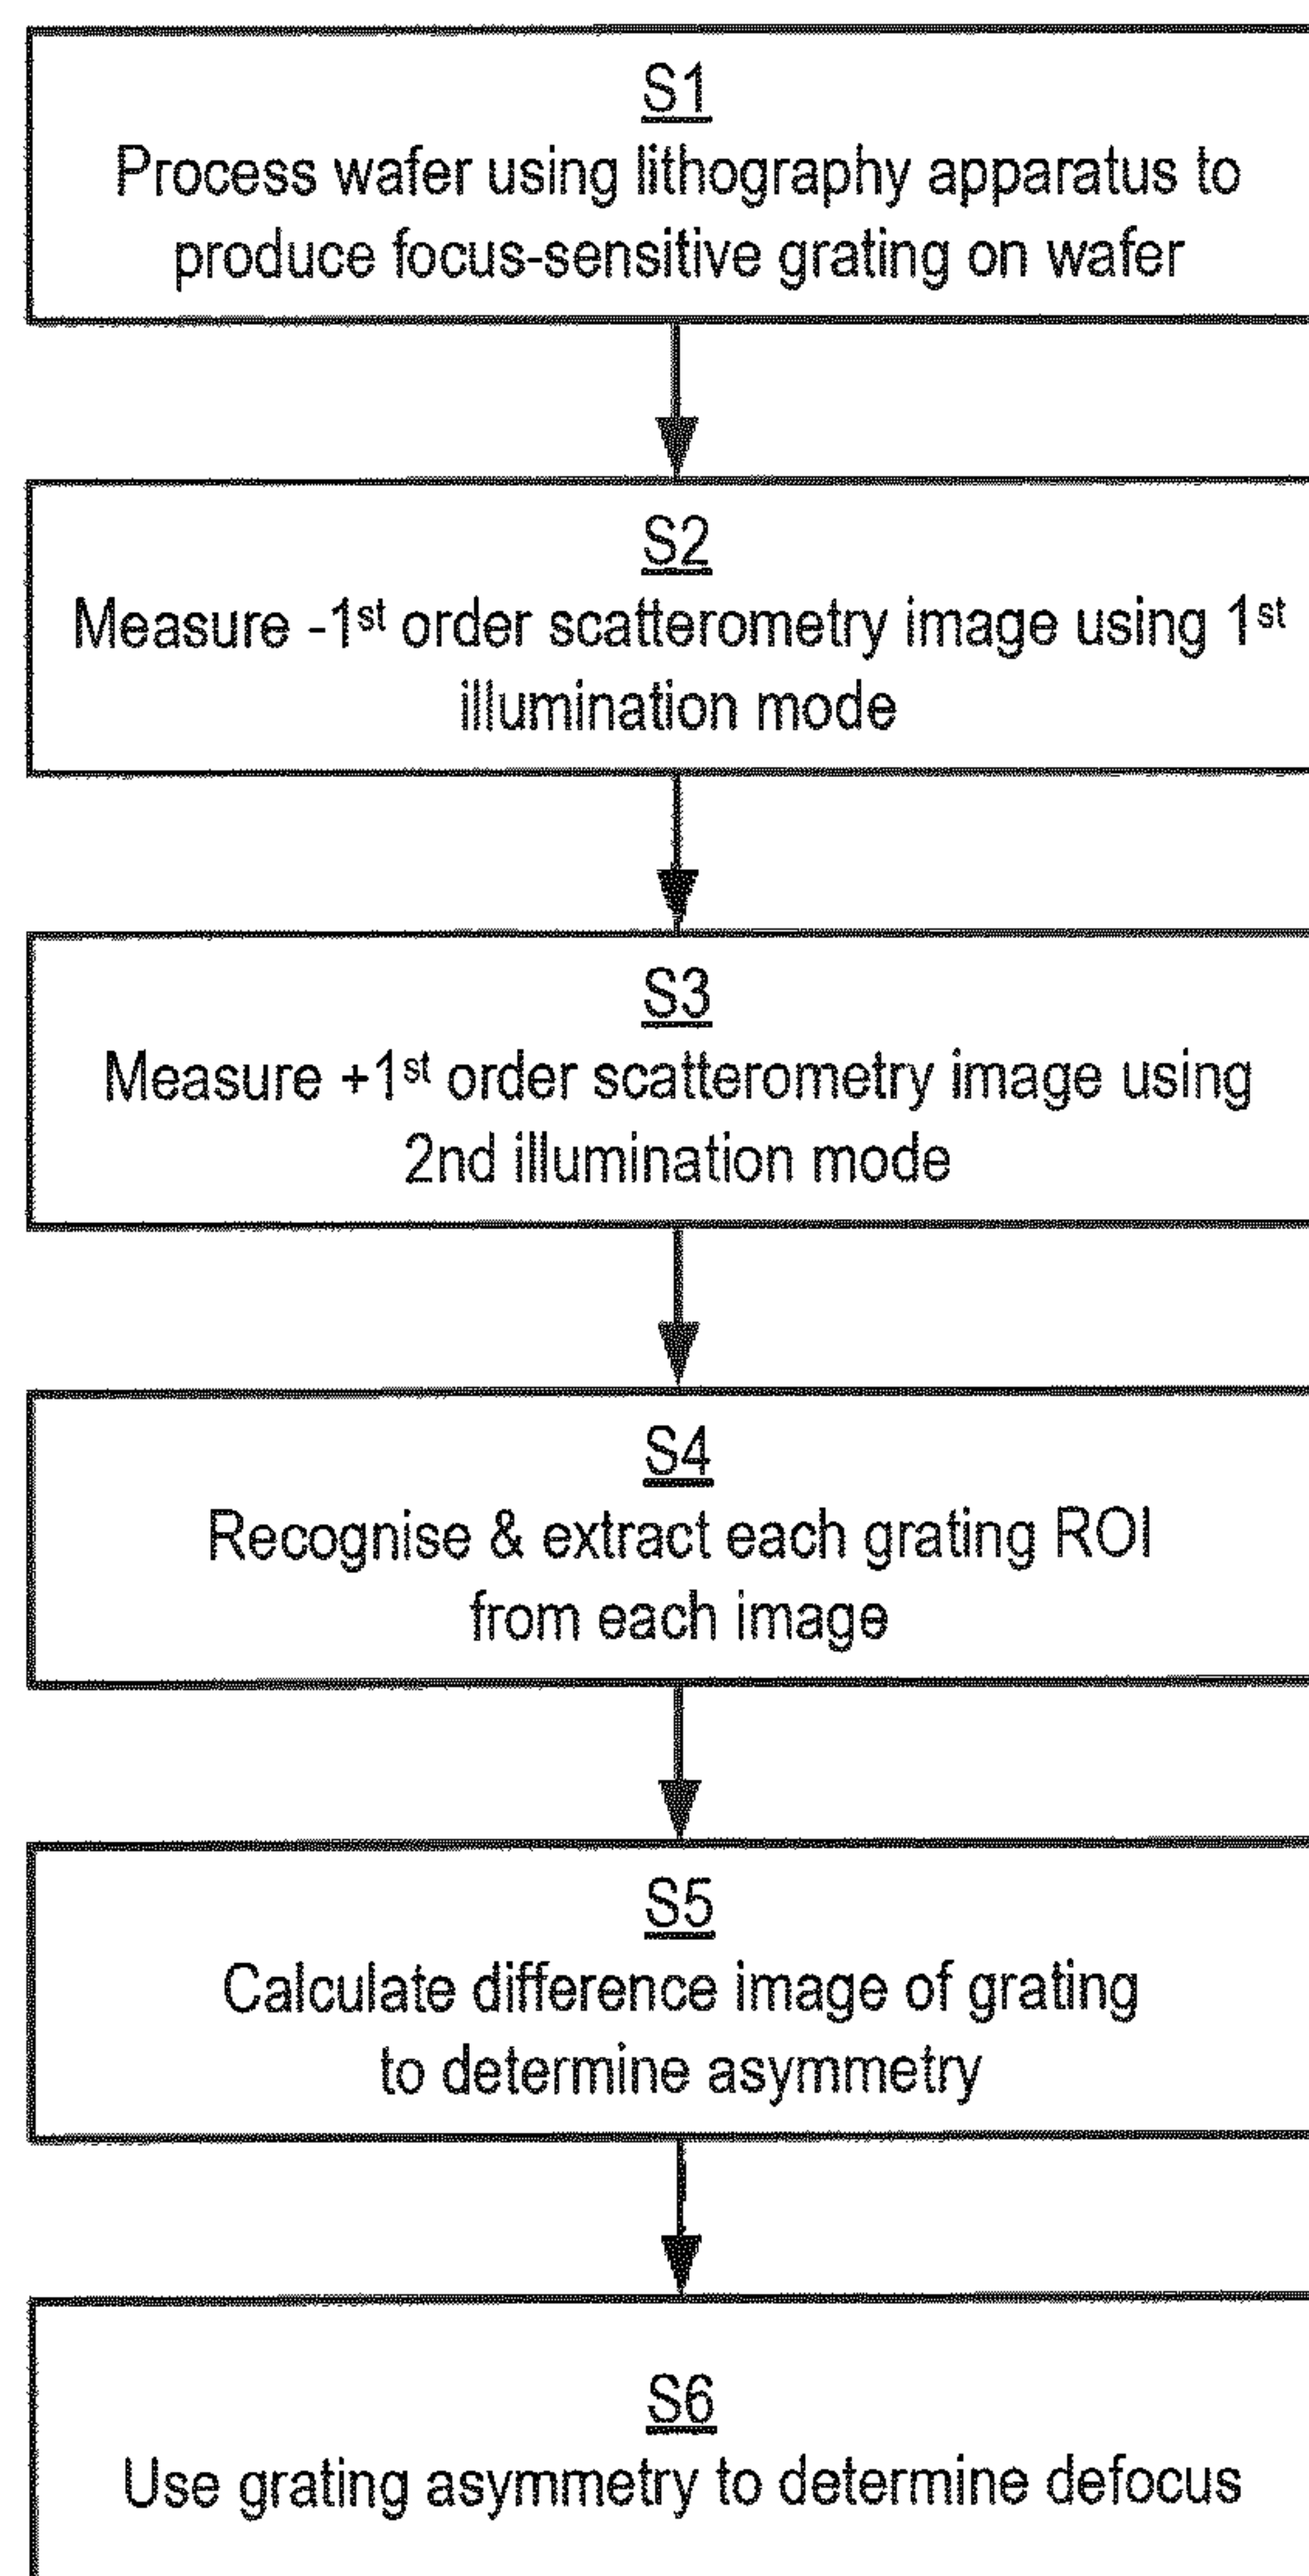 S1
Process wafer using lithography apparatus to
produce focus-sensitive grating on wafer
S2
Measure -1st order scatterometry image using 1st
illumination mode
S3
Measure +1st order scatterometry image using
2nd illumination mode
S4
Recognise & extract each grating ROI
from each image
S5
Calculate difference image of grating
to determine asymmetry
S6
Use grating asymmetry to determine defocus